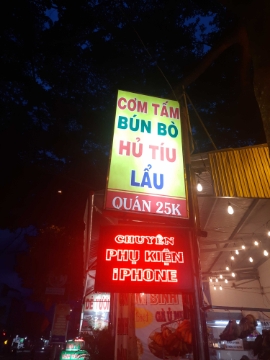 CƠM TẤM
BÚN BÒ
HỦ TÍU
LẨU
QUÁN 25K
CHUYÊN
PHỤ KIỆN
IPHONE